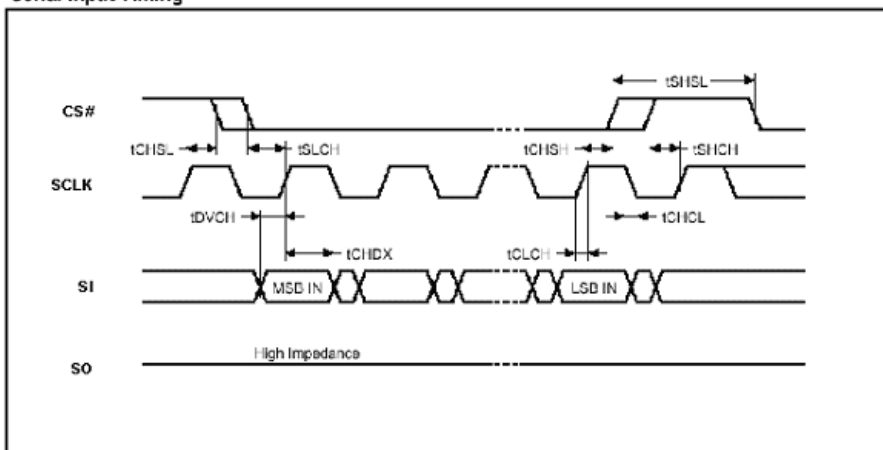 Serial Input Timing
tSHSL
CS#
tCHSL
tSLCH
tCHSH
tSHCH
SCLK
tDVCH
tCHCL
tCHDX
tCLCH
SI
MSB IN
LSB IN
High Impedance
SO